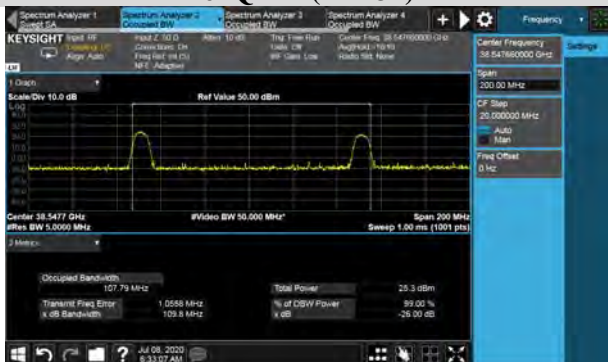 Spectrum Analyzer 1
Swept SA
Spectrum Analyzer 2
Occupied BW
Spectrum Analyzer 3
Occupied BW
Spectrum Analyzer 4
Occupied BW
Frequency
KEYSIGHT Input: RF
Align: Auto
Input Z: 50 Ω
Corrections: Off
Freq Ref: Int (S)
NFE: Adaptive
Atten: 10 dB
Trig: Free Run
Gate: Off
#IF Gain: Low
Center Freq: 38.547660000 GHz
Avg|Hold: >10/10
Radio Std: None
Center Frequency
38.547660000 GHz
Settings
Span
200.00 MHz
CF Step
20.000000 MHz
Auto
Man
Freq Offset
0 Hz
1 Graph
Scale/Div 10.0 dB
Ref Value 50.00 dBm
Log
Center 38.5477 GHz
#Res BW 5.0000 MHz
#Video BW 50.000 MHz*
Span 200 MHz
Sweep 1.00 ms (1001 pts)
2 Metrics
Occupied Bandwidth
107.79 MHz
Total Power
25.3 dBm
Transmit Freq Error
1.0558 MHz
% of OBW Power
99.00 %
x dB Bandwidth
109.8 MHz
x dB
-26.00 dB
Jul 08, 2020
6:33:07 AM